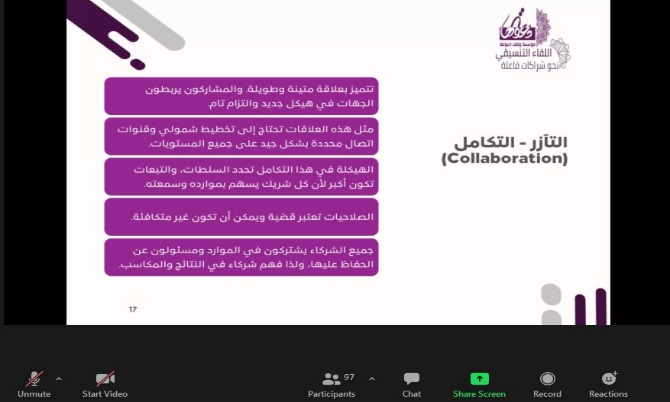 اللقاء التنسيقي
نحو شراكات فاعلة
التآزر - التكامل
(Collaboration)
تتميز بعلاقة متينة وطويلة. والمشاركون يربطون
الجهات في هيكل جديد والتزام تام.
مثل هذه العلاقات تحتاج إلى تخطيط شمولي وقنوات
اتصال محددة بشكل جيد على جميع المستويات.
الهيكلة في هذا التكامل تحدد السلطات، والتبعات
تكون أكبر لأن كل شريك يسهم بموارده وسمعته.
الصلاحيات تعتبر قضية ويمكن أن تكون غير متكافئة.
جميع الشركاء يشتركون في الموارد ومسئولون عن
الحفاظ عليها، ولذا فهم شركاء في النتائج والمكاسب.
17
Unmute
Start Video
97
Participants
Chat
Share Screen
Record
Reactions